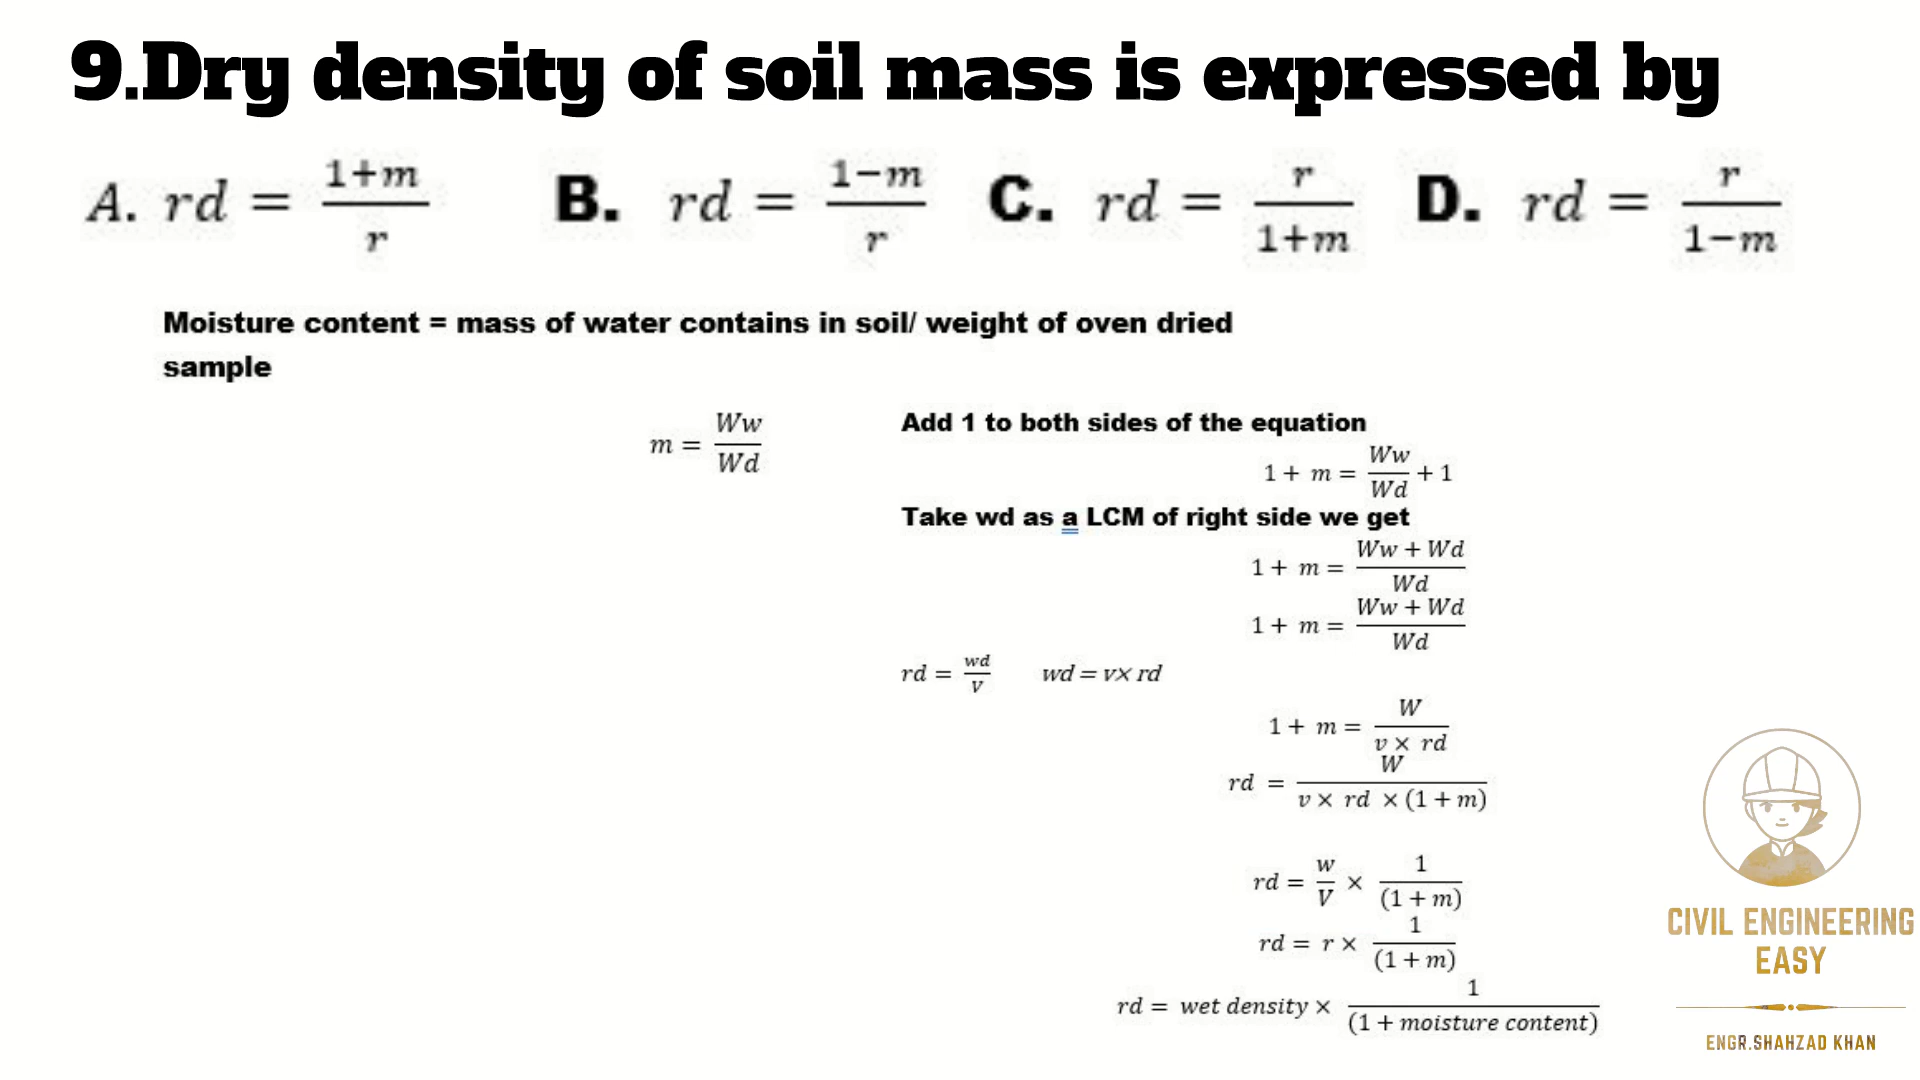 9.Dry density of soil mass is expressed by
A. rd = (1+m)/r B. rd = (1−m)/r C. rd = r/(1+m) D. rd = r/(1−m)
Moisture content = mass of water contains in soil/ weight of oven dried
sample
m = Ww/Wd
Add 1 to both sides of the equation
1 + m = Ww/Wd + 1
Take wd as a LCM of right side we get
1 + m = (Ww + Wd)/Wd
1 + m = (Ww + Wd)/Wd
rd = wd/V wd = v× rd
1 + m = W/(v × rd)
rd = W/(v × rd × (1 + m))
rd = w/V × 1/(1 + m)
rd = r × 1/(1 + m)
rd = wet density × 1/(1 + moisture content)
CIVIL ENGINEERING
EASY
ENGR.SHAHZAD KHAN